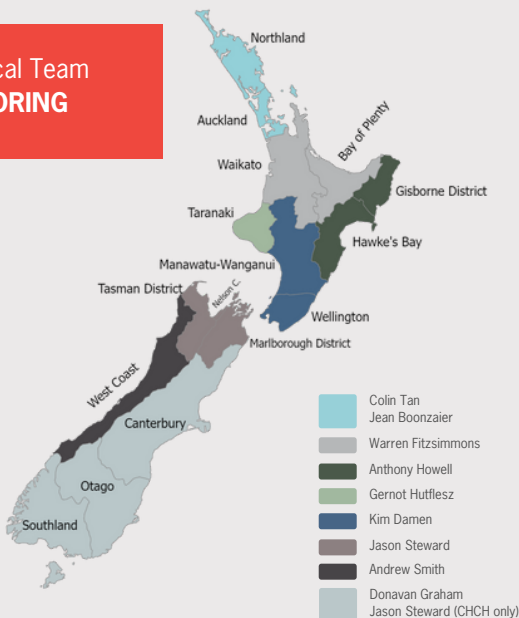 cal Team
ORING
Northland
Auckland
Bay of Plenty
Waikato
Gisborne District
Taranaki
Hawke's Bay
Manawatu-Wanganui
Tasman District
Nelson C.
Wellington
Marlborough District
West Coast
Canterbury
Otago
Southland
Colin Tan
Jean Boonzaier
Warren Fitzsimmons
Anthony Howell
Gernot Hutflesz
Kim Damen
Jason Steward
Andrew Smith
Donavan Graham
Jason Steward (CHCH only)